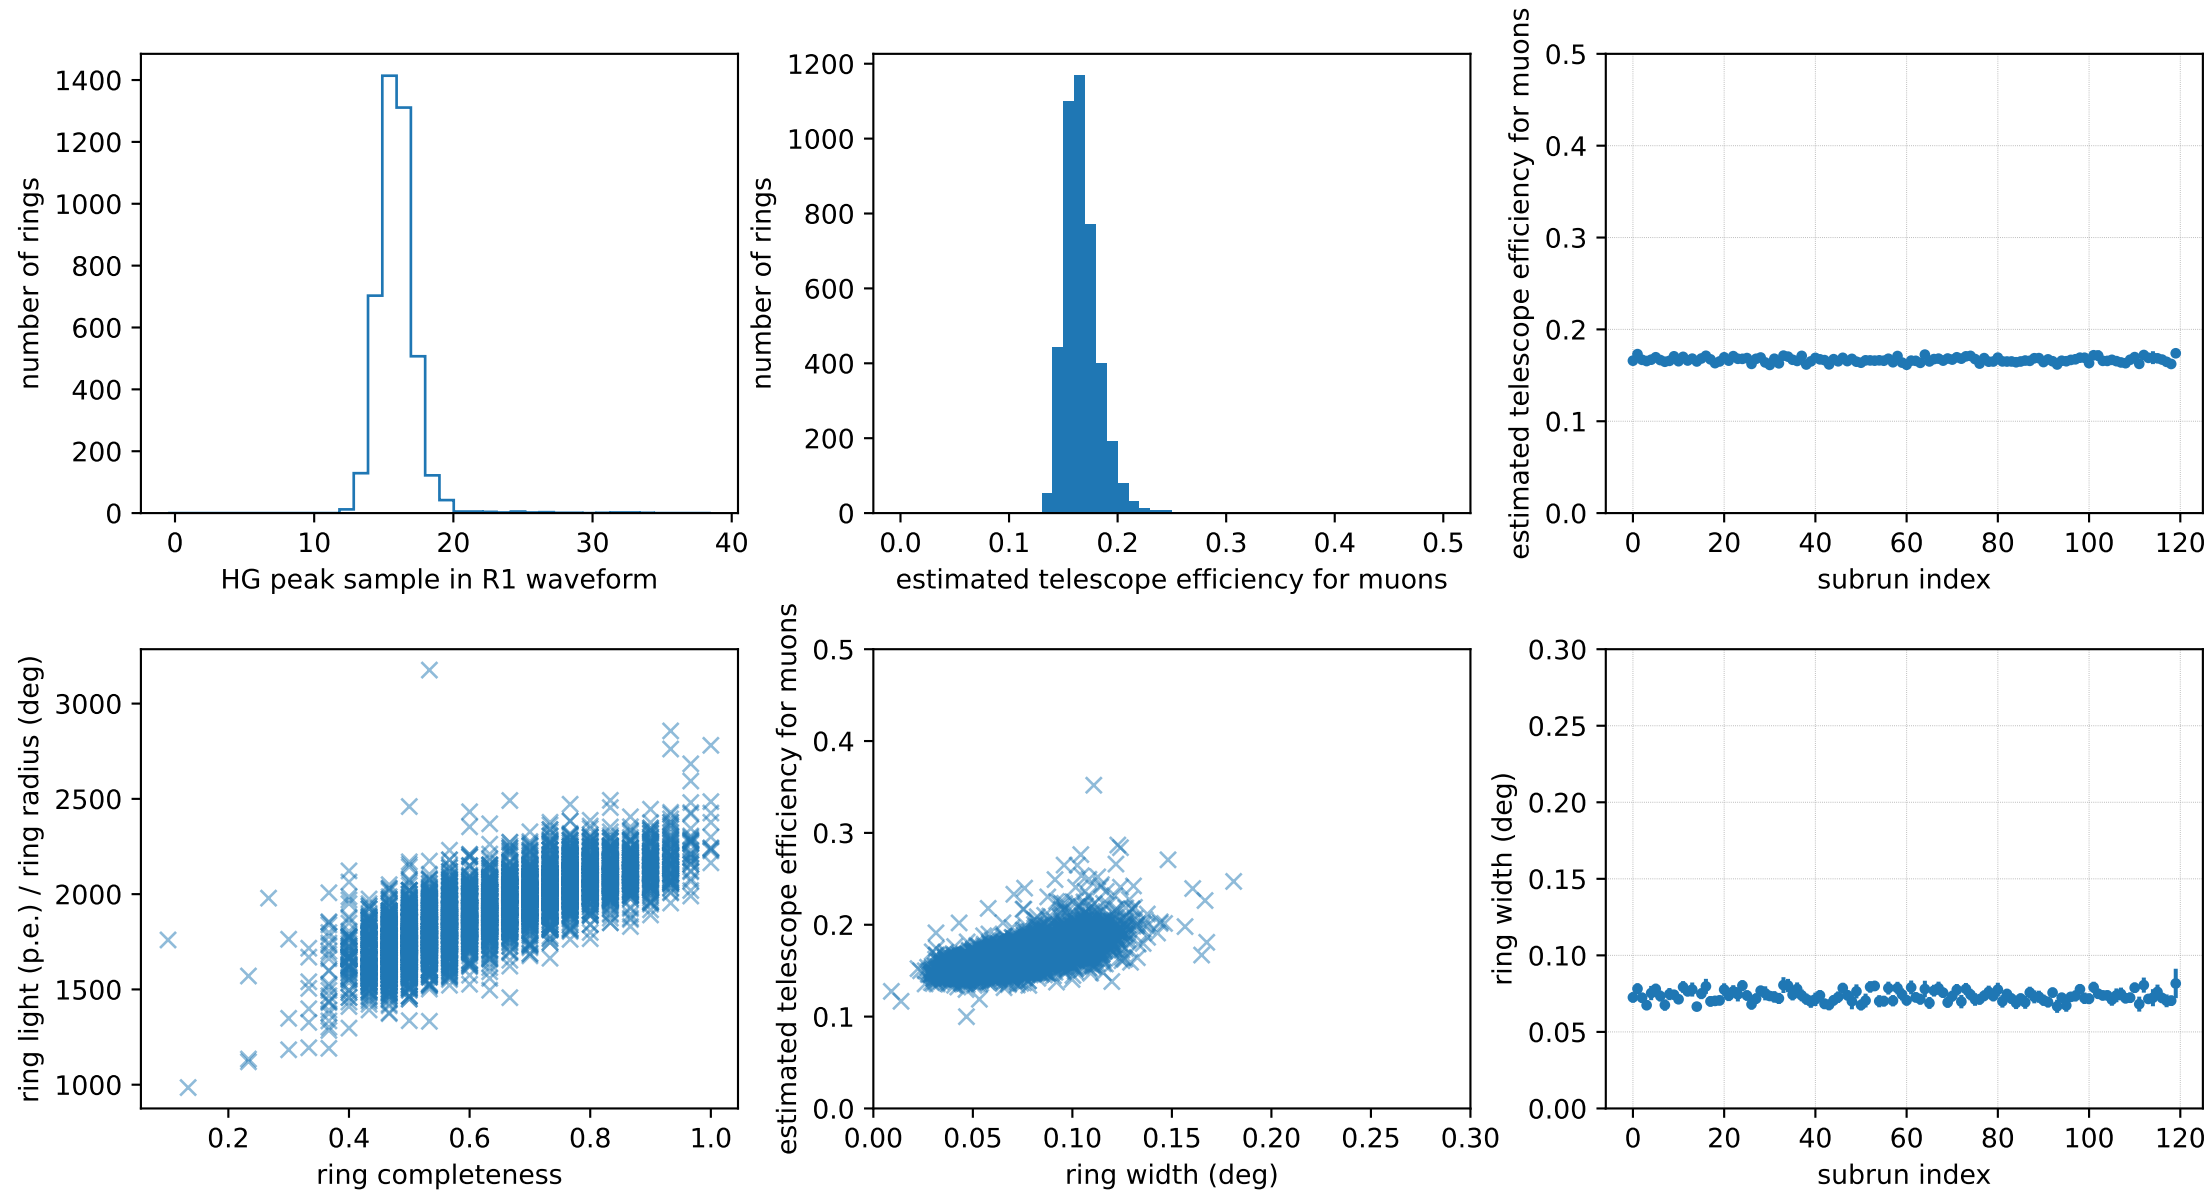 number of rings
1400
1200
1000
800
600
400
200
0
0 10 20 30 40
HG peak sample in R1 waveform
number of rings
1200
1000
800
600
400
200
0
0.0 0.1 0.2 0.3 0.4 0.5
estimated telescope efficiency for muons
estimated telescope efficiency for muons
0.5
0.4
0.3
0.2
0.1
0.0
0 20 40 60 80 100 120
subrun index
ring light (p.e.) / ring radius (deg)
3000
2500
2000
1500
1000
0.2 0.4 0.6 0.8 1.0
ring completeness
estimated telescope efficiency for muons
0.5
0.4
0.3
0.2
0.1
0.0
0.00 0.05 0.10 0.15 0.20 0.25 0.30
ring width (deg)
ring width (deg)
0.30
0.25
0.20
0.15
0.10
0.05
0.00
0 20 40 60 80 100 120
subrun index